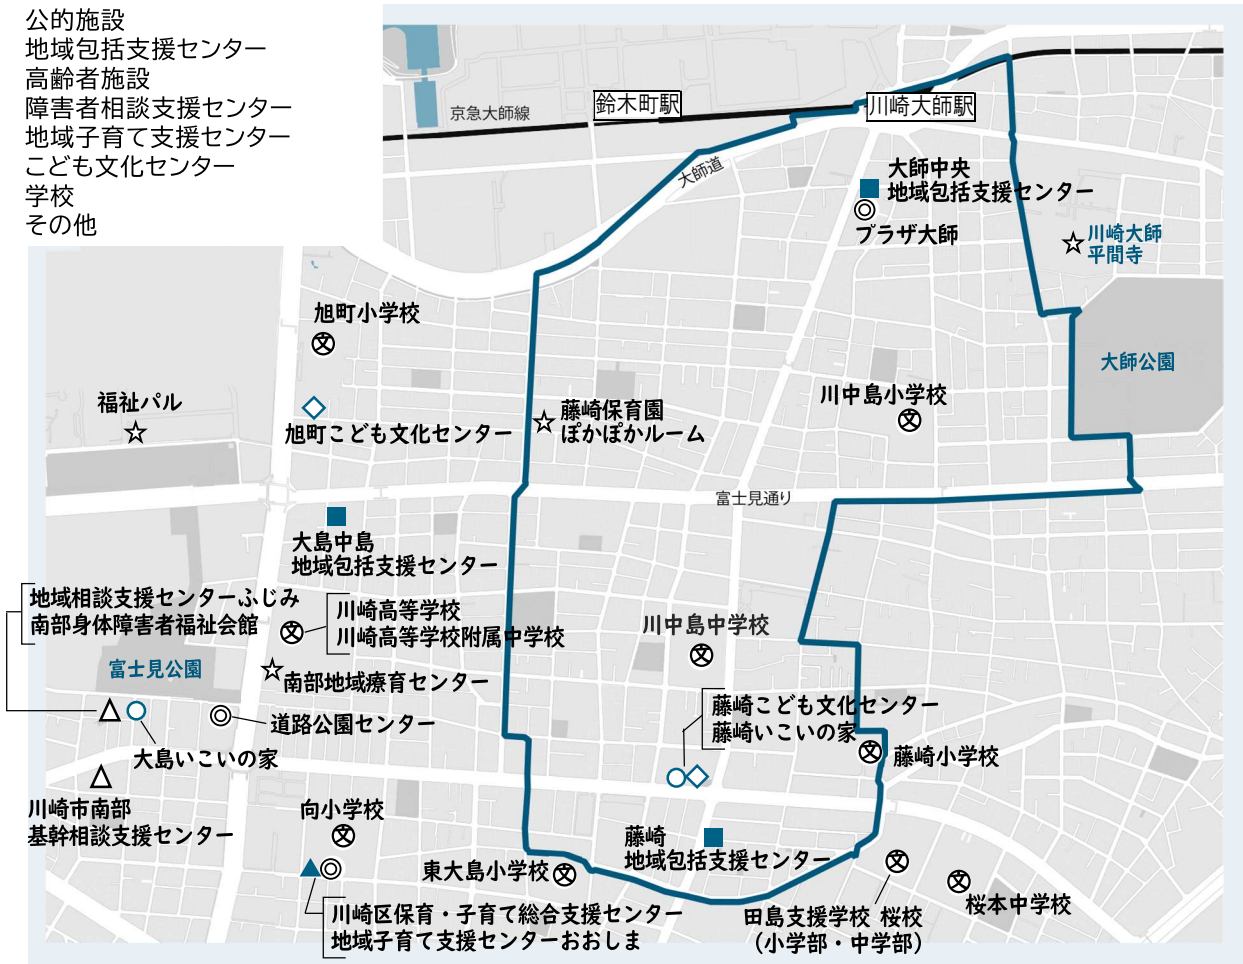 公的施設
地域包括支援センター
高齢者施設
障害者相談支援センター
地域子育て支援センター
こども文化センター
学校
その他
京急大師線
鈴木町駅
川崎大師駅
大師道
大師中央
地域包括支援センター
プラザ大師
川崎大師
平間寺
旭町小学校
大師公園
福祉パル
川中島小学校
藤崎保育園
ぽかぽかルーム
旭町こども文化センター
富士見通り
大島中島
地域包括支援センター
地域相談支援センターふじみ
南部身体障害者福祉会館
川崎高等学校
川崎高等学校附属中学校
川中島中学校
富士見公園
南部地域療育センター
藤崎こども文化センター
藤崎いこいの家
道路公園センター
大島いこいの家
藤崎小学校
川崎市南部
基幹相談支援センター
向小学校
藤崎
地域包括支援センター
東大島小学校
川崎区保育・子育て総合支援センター
地域子育て支援センターおおしま
田島支援学校 桜校
（小学部・中学部）
桜本中学校
文
文
文
文
文
文
文
文
文